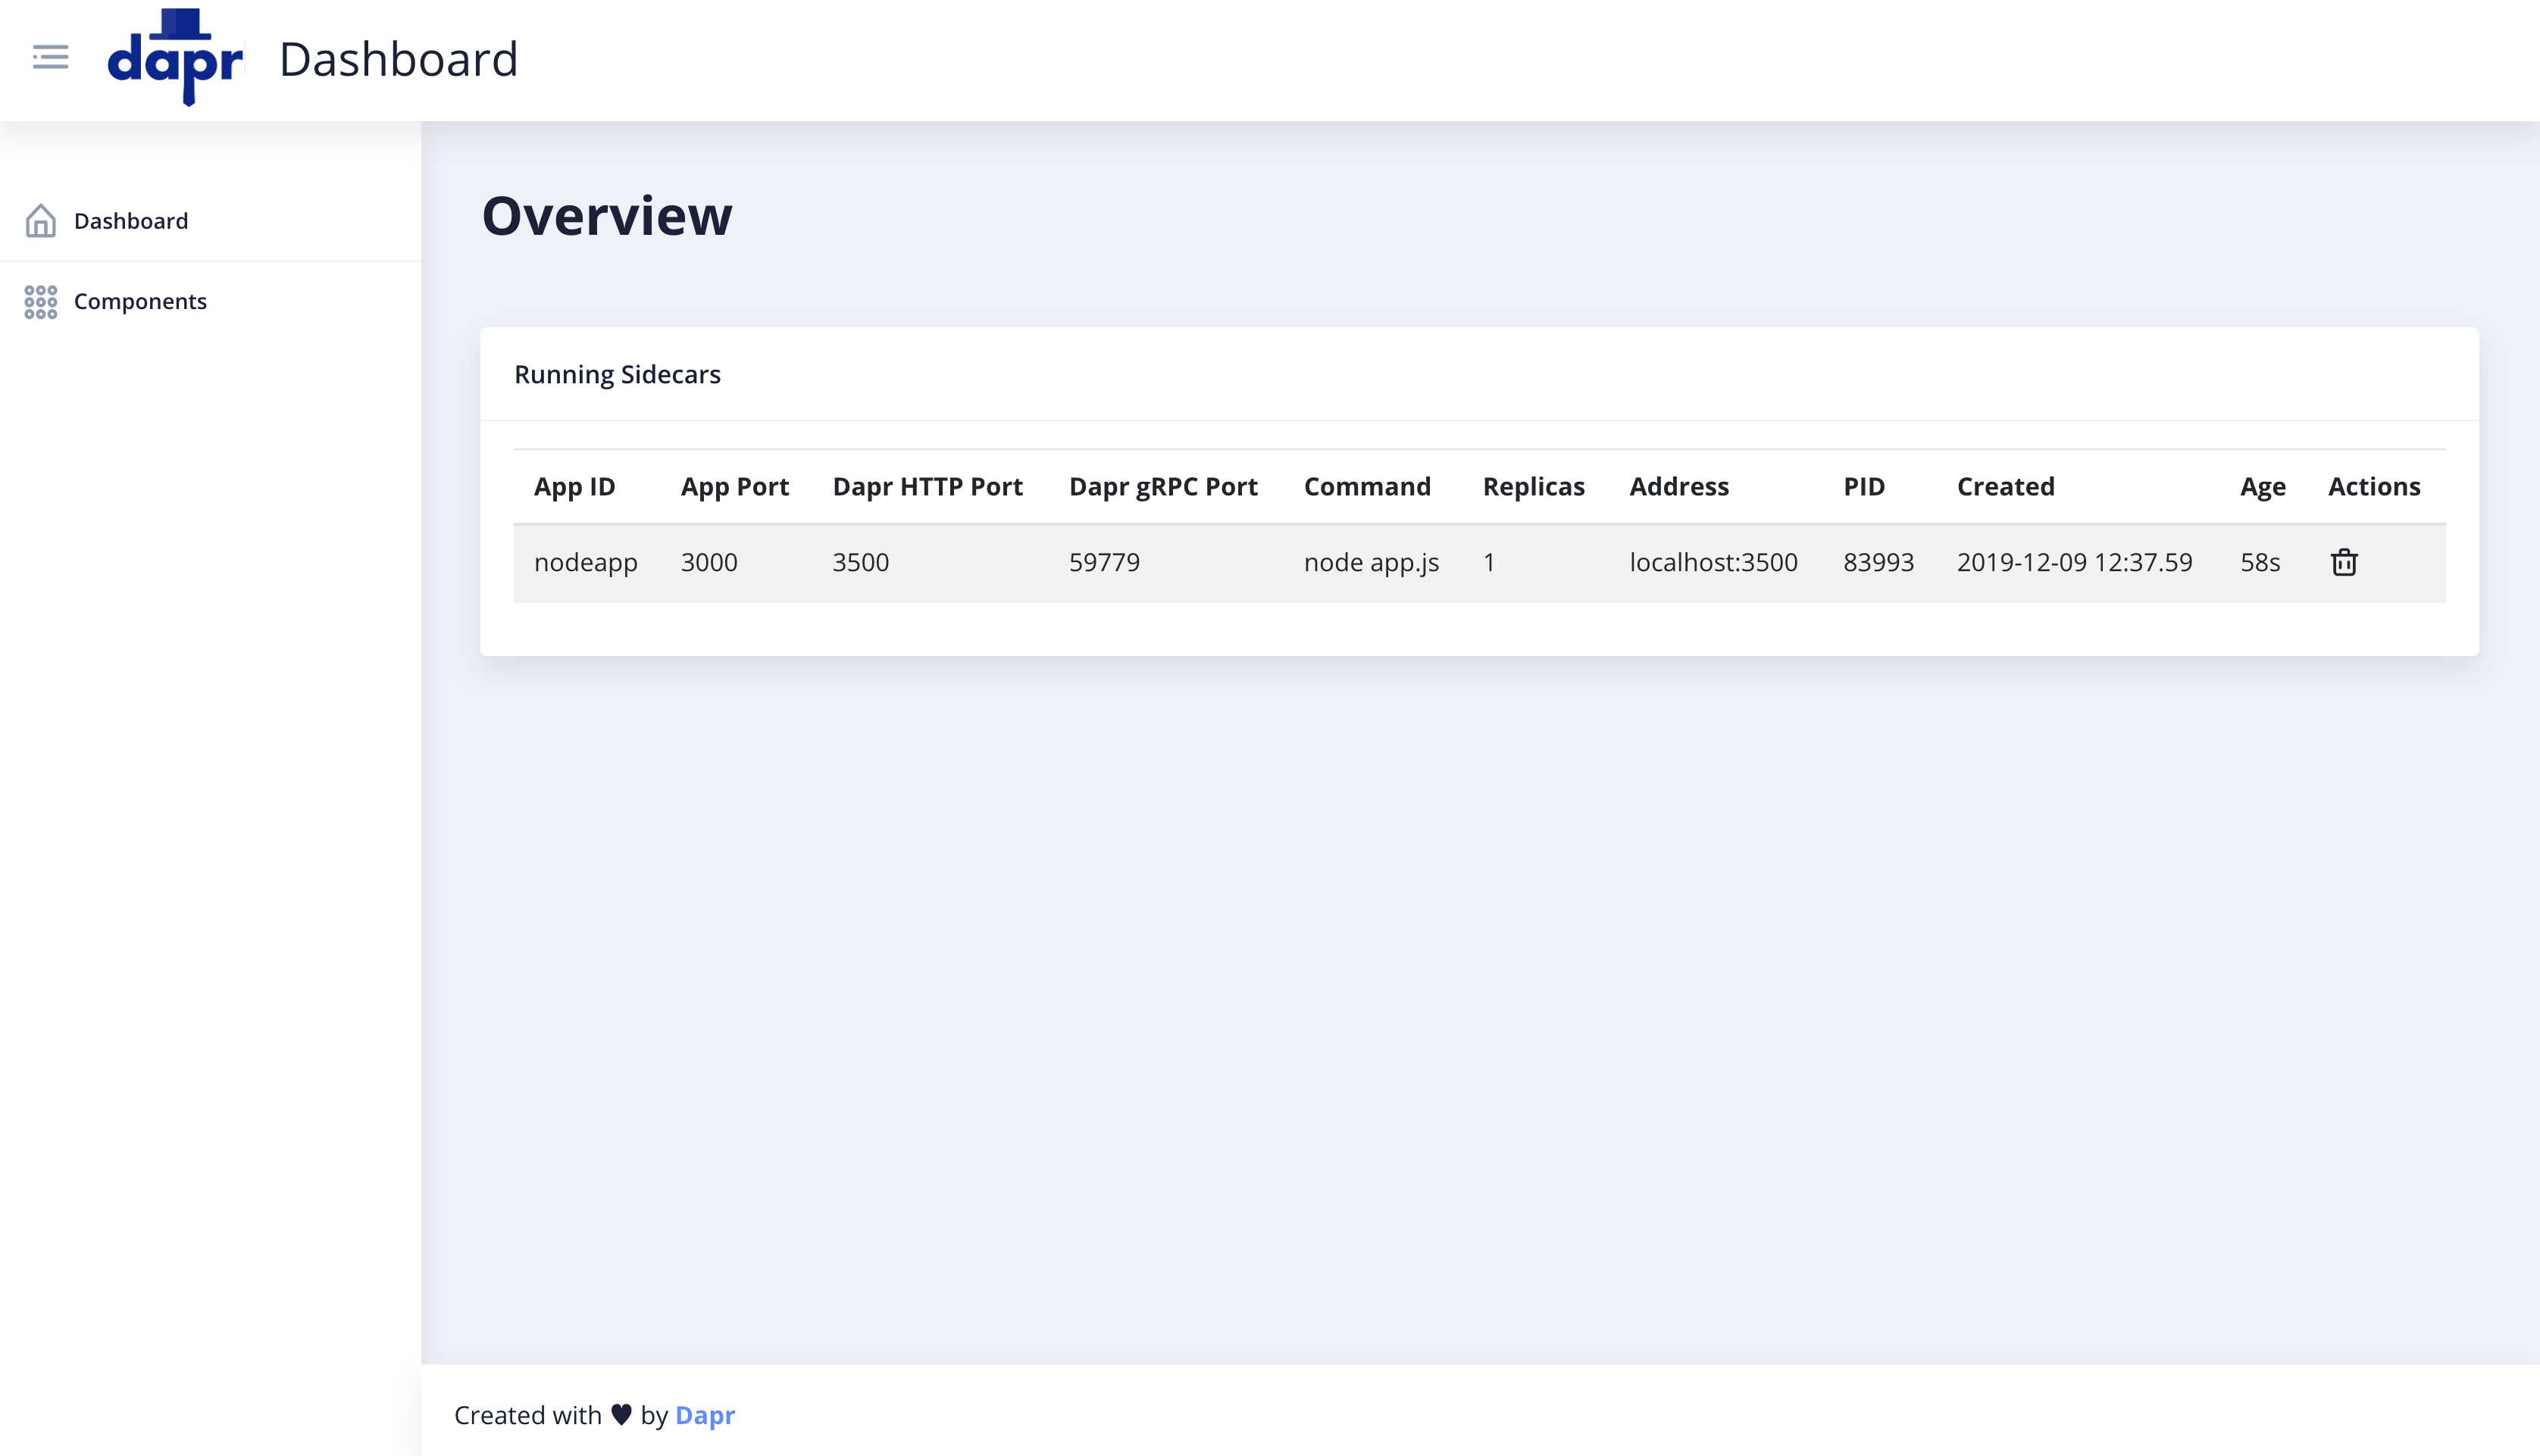 dapr Dashboard
Dashboard
Components
Overview
Running Sidecars
App ID App Port Dapr HTTP Port Dapr gRPC Port Command Replicas Address PID Created Age Actions
nodeapp 3000 3500 59779 node app.js 1 localhost:3500 83993 2019-12-09 12:37.59 58s
Created with ♥ by Dapr